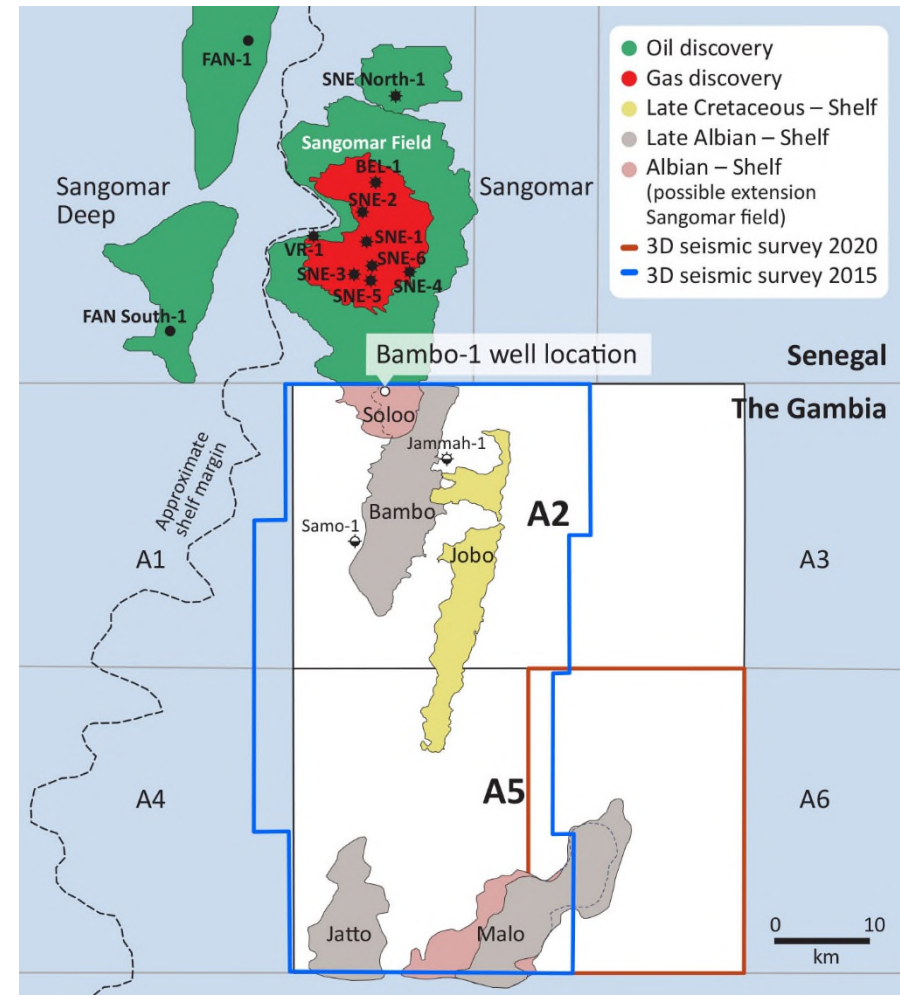 FAN-1
SNE North-1
Sangomar Field
BEL-1
SNE-2
Sangomar
Deep
Sangomar
VR-1
SNE-1
SNE-6
SNE-3
SNE-4
SNE-5
FAN South-1
Oil discovery
Gas discovery
Late Cretaceous – Shelf
Late Albian – Shelf
Albian – Shelf
(possible extension
Sangomar field)
3D seismic survey 2020
3D seismic survey 2015
Bambo-1 well location
Senegal
The Gambia
Soloo
Jammah-1
Approximate
shelf margin
Bambo
A2
Samo-1
Jobo
A1
A3
A5
A4
A6
Jatto
Malo
0 10
km